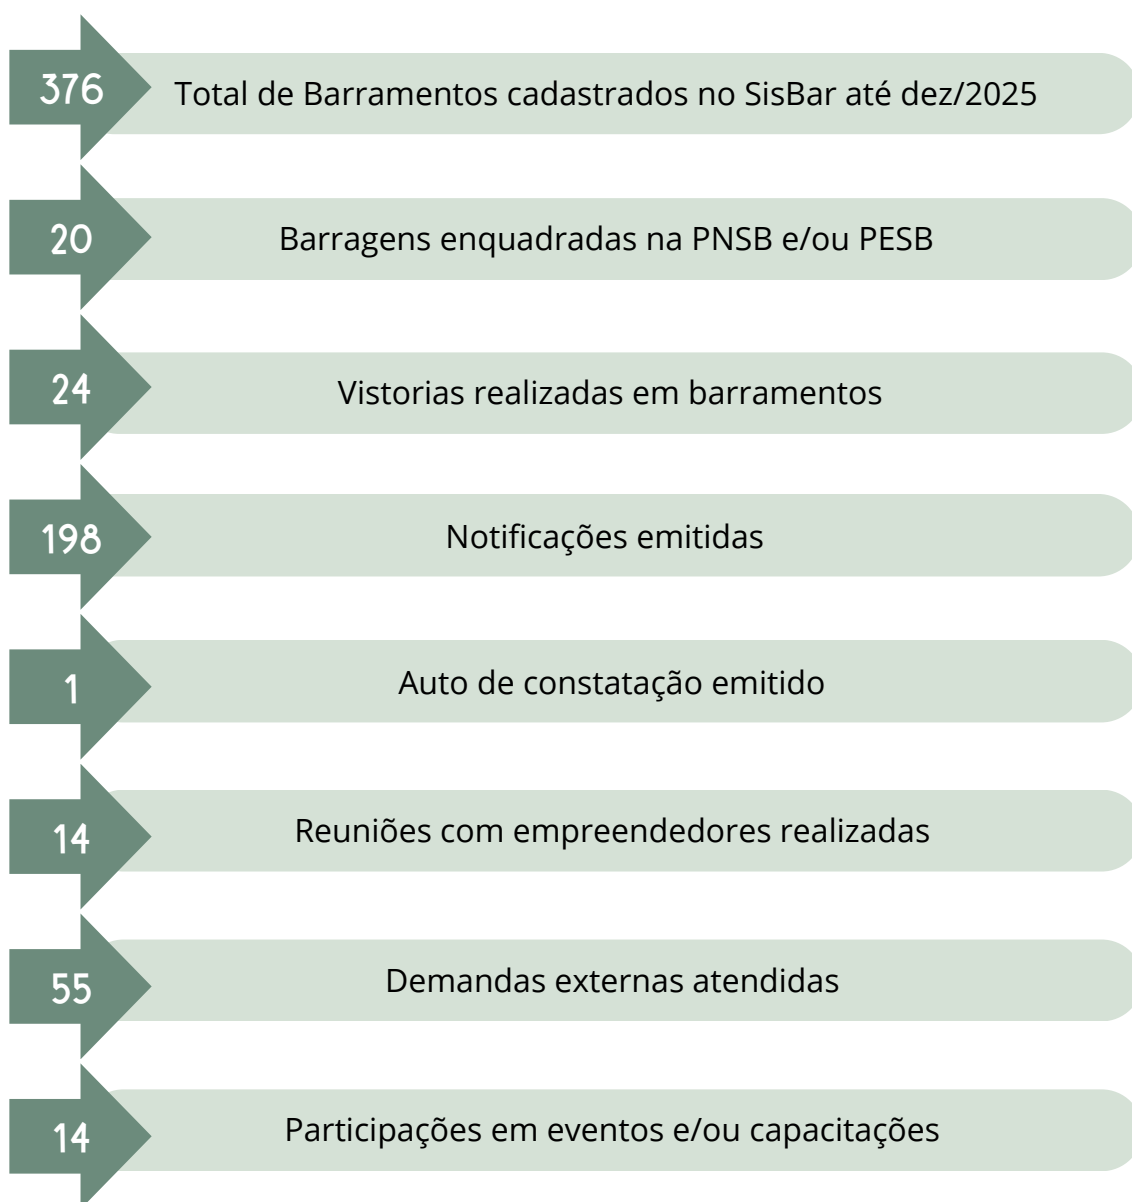 376
Total de Barramentos cadastrados no SisBar até dez/2025
20
Barragens enquadradas na PNSB e/ou PESB
24
Vistorias realizadas em barramentos
198
Notificações emitidas
1
Auto de constatação emitido
14
Reuniões com empreendedores realizadas
55
Demandas externas atendidas
14
Participações em eventos e/ou capacitações